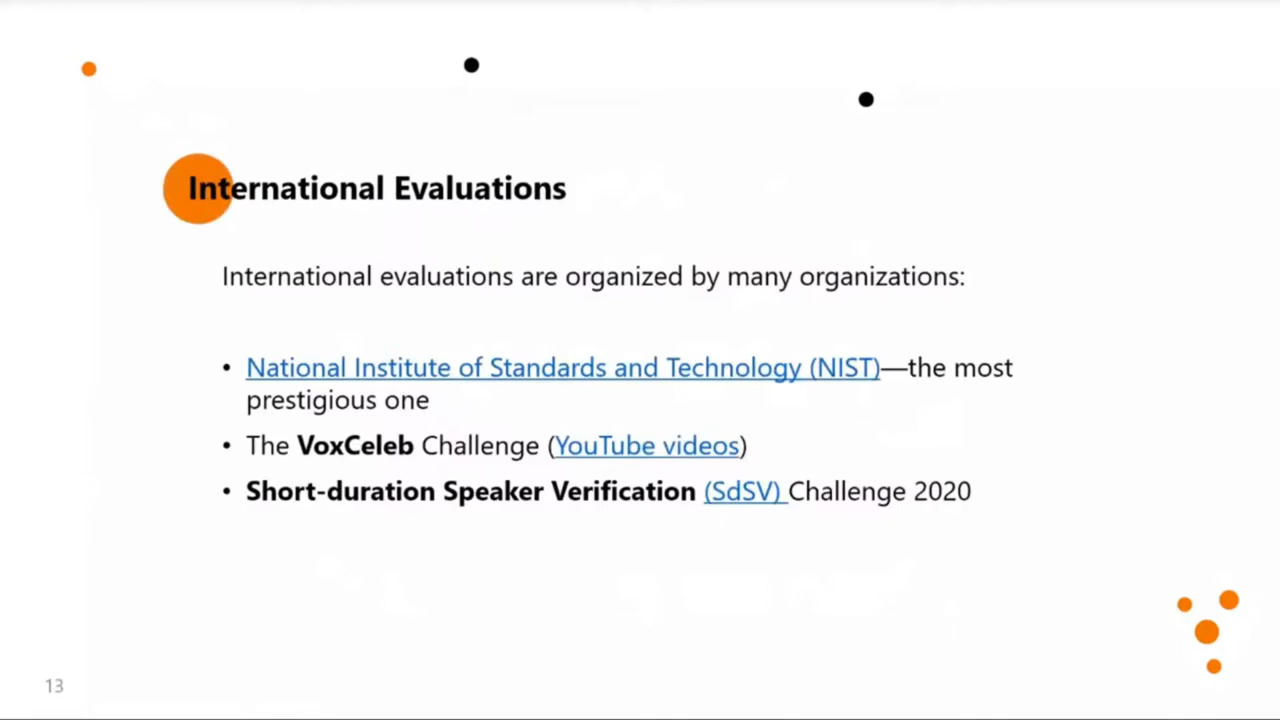 International Evaluations
International evaluations are organized by many organizations:
• National Institute of Standards and Technology (NIST)—the most
prestigious one
• The VoxCeleb Challenge (YouTube videos)
• Short-duration Speaker Verification (SdSV) Challenge 2020
13